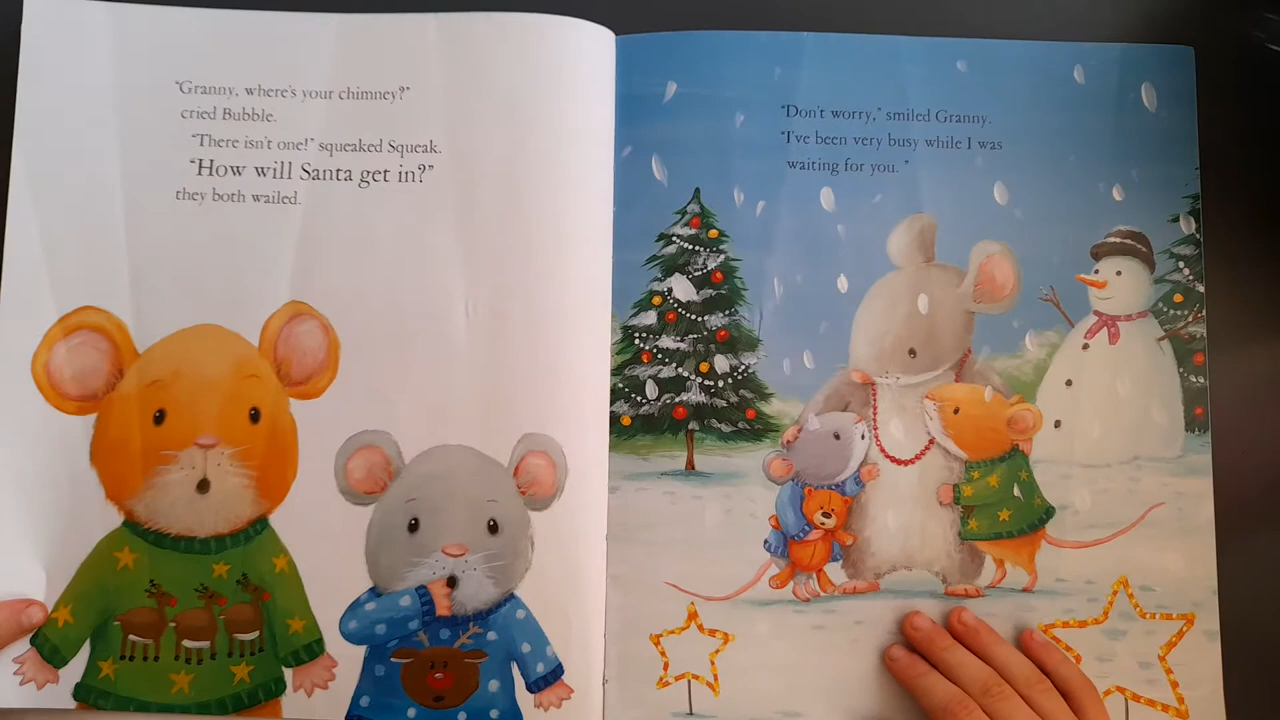 "Granny, where's your chimney?"
cried Bubble.
"There isn't one!" squeaked Squeak.
"How will Santa get in?"
they both wailed.
"Don't worry," smiled Granny.
"I've been very busy while I was
waiting for you. "